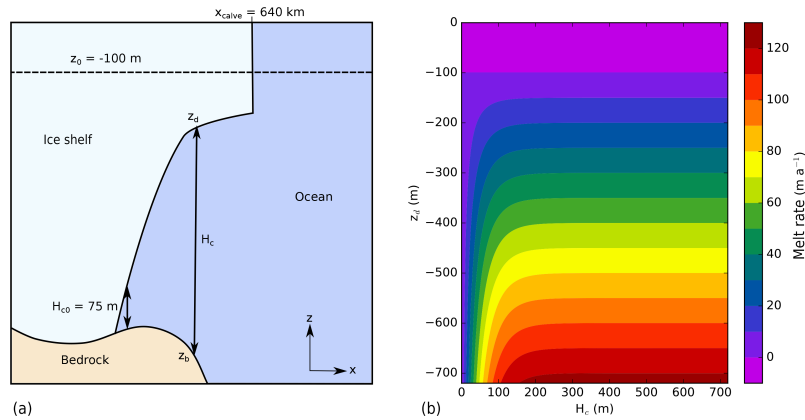 x_calve = 640 km
z_0 = -100 m
z_d
Ice shelf
Ocean
H_c
H_c0 = 75 m
z
x
z_b
Bedrock
(a)
0
−100
−200
−300
−400
−500
−600
−700
z_d (m)
0 100 200 300 400 500 600 700
H_c (m)
(b)
120
100
80
60
40
20
0
Melt rate (m a⁻¹)